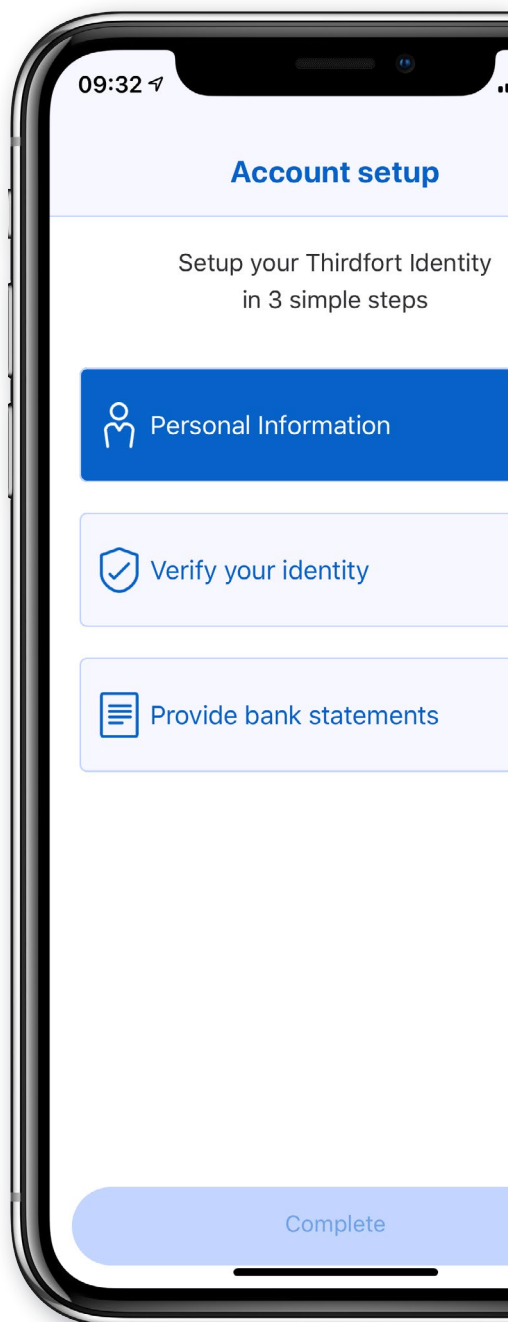 09:32
Account setup
Setup your Thirdfort Identity
in 3 simple steps
Personal Information
Verify your identity
Provide bank statements
Complete